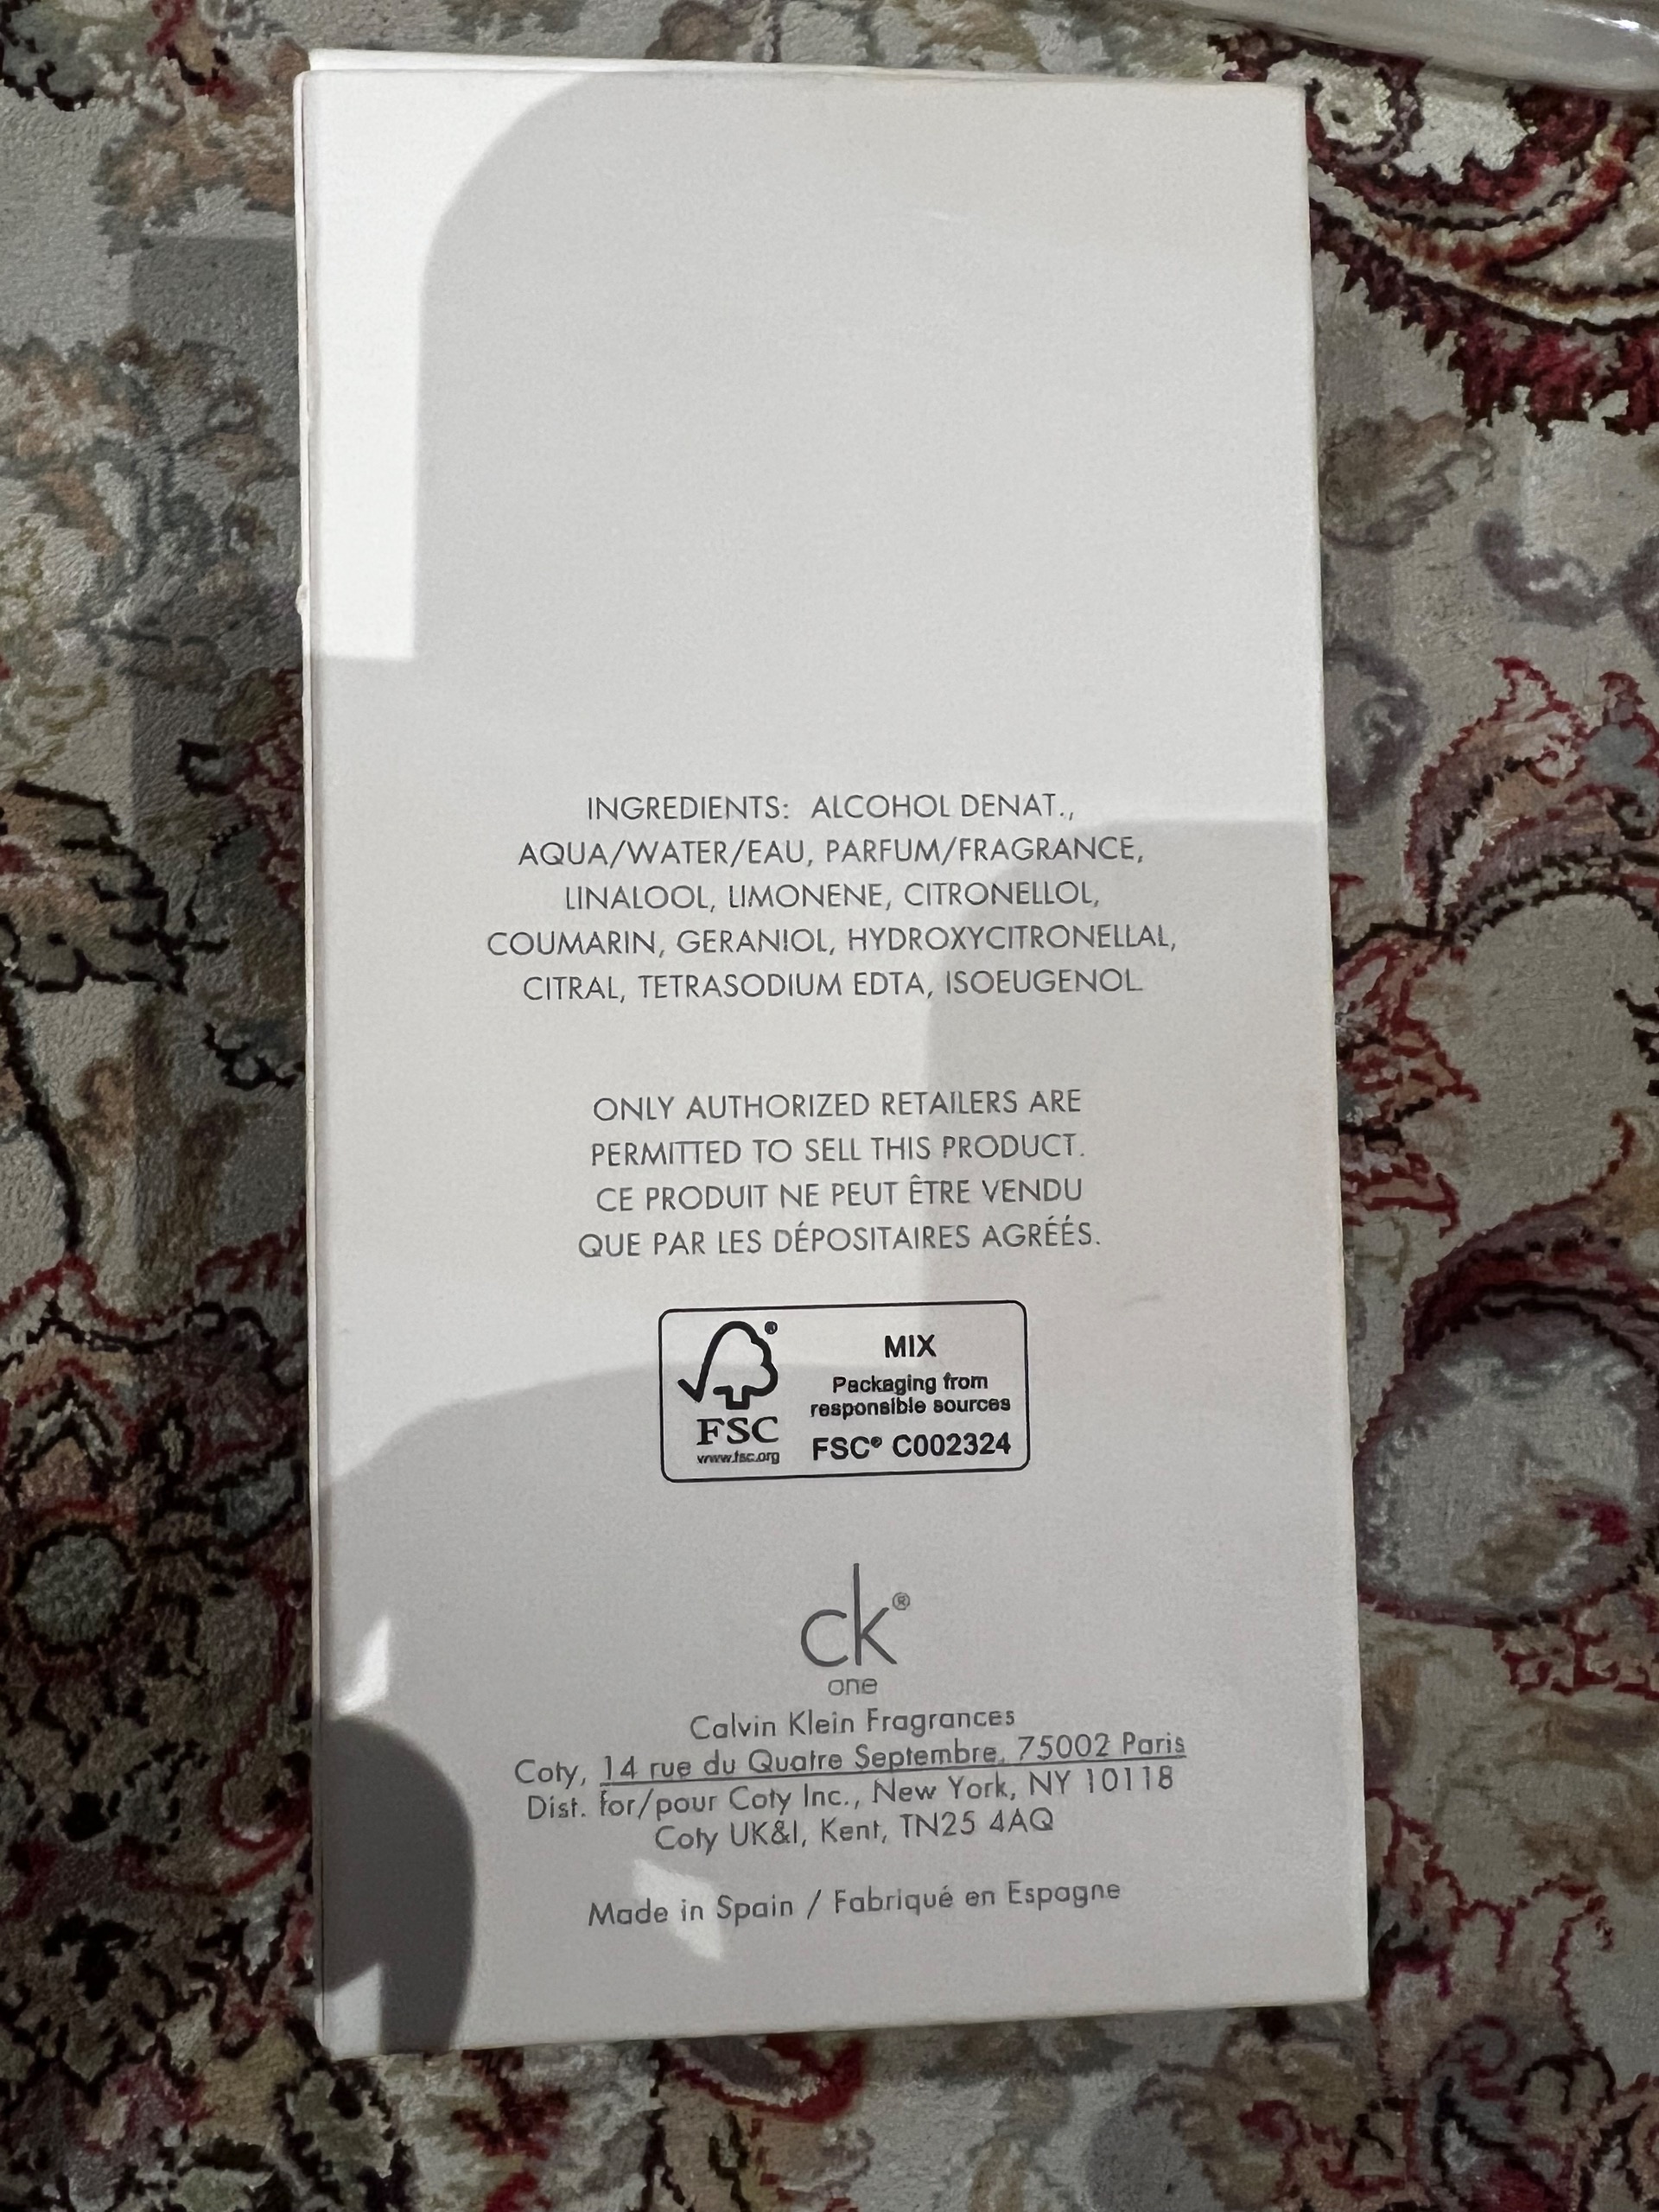 INGREDIENTS: ALCOHOL DENAT.,
AQUA/WATER/EAU, PARFUM/FRAGRANCE,
LINALOOL, LIMONENE, CITRONELLOL,
COUMARIN, GERANIOL, HYDROXYCITRONELLAL,
CITRAL, TETRASODIUM EDTA, ISOEUGENOL
ONLY AUTHORIZED RETAILERS ARE
PERMITTED TO SELL THIS PRODUCT.
CE PRODUIT NE PEUT ÊTRE VENDU
QUE PAR LES DÉPOSITAIRES AGRÉÉS.
FSC
www.fsc.org
MIX
Packaging from
responsible sources
FSC® C002324
ck®
one
Calvin Klein Fragrances
Coty, 14 rue du Quatre Septembre, 75002 Paris
Dist. for/pour Coty Inc., New York, NY 10118
Coty UK&I, Kent, TN25 4AQ
Made in Spain / Fabriqué en Espagne